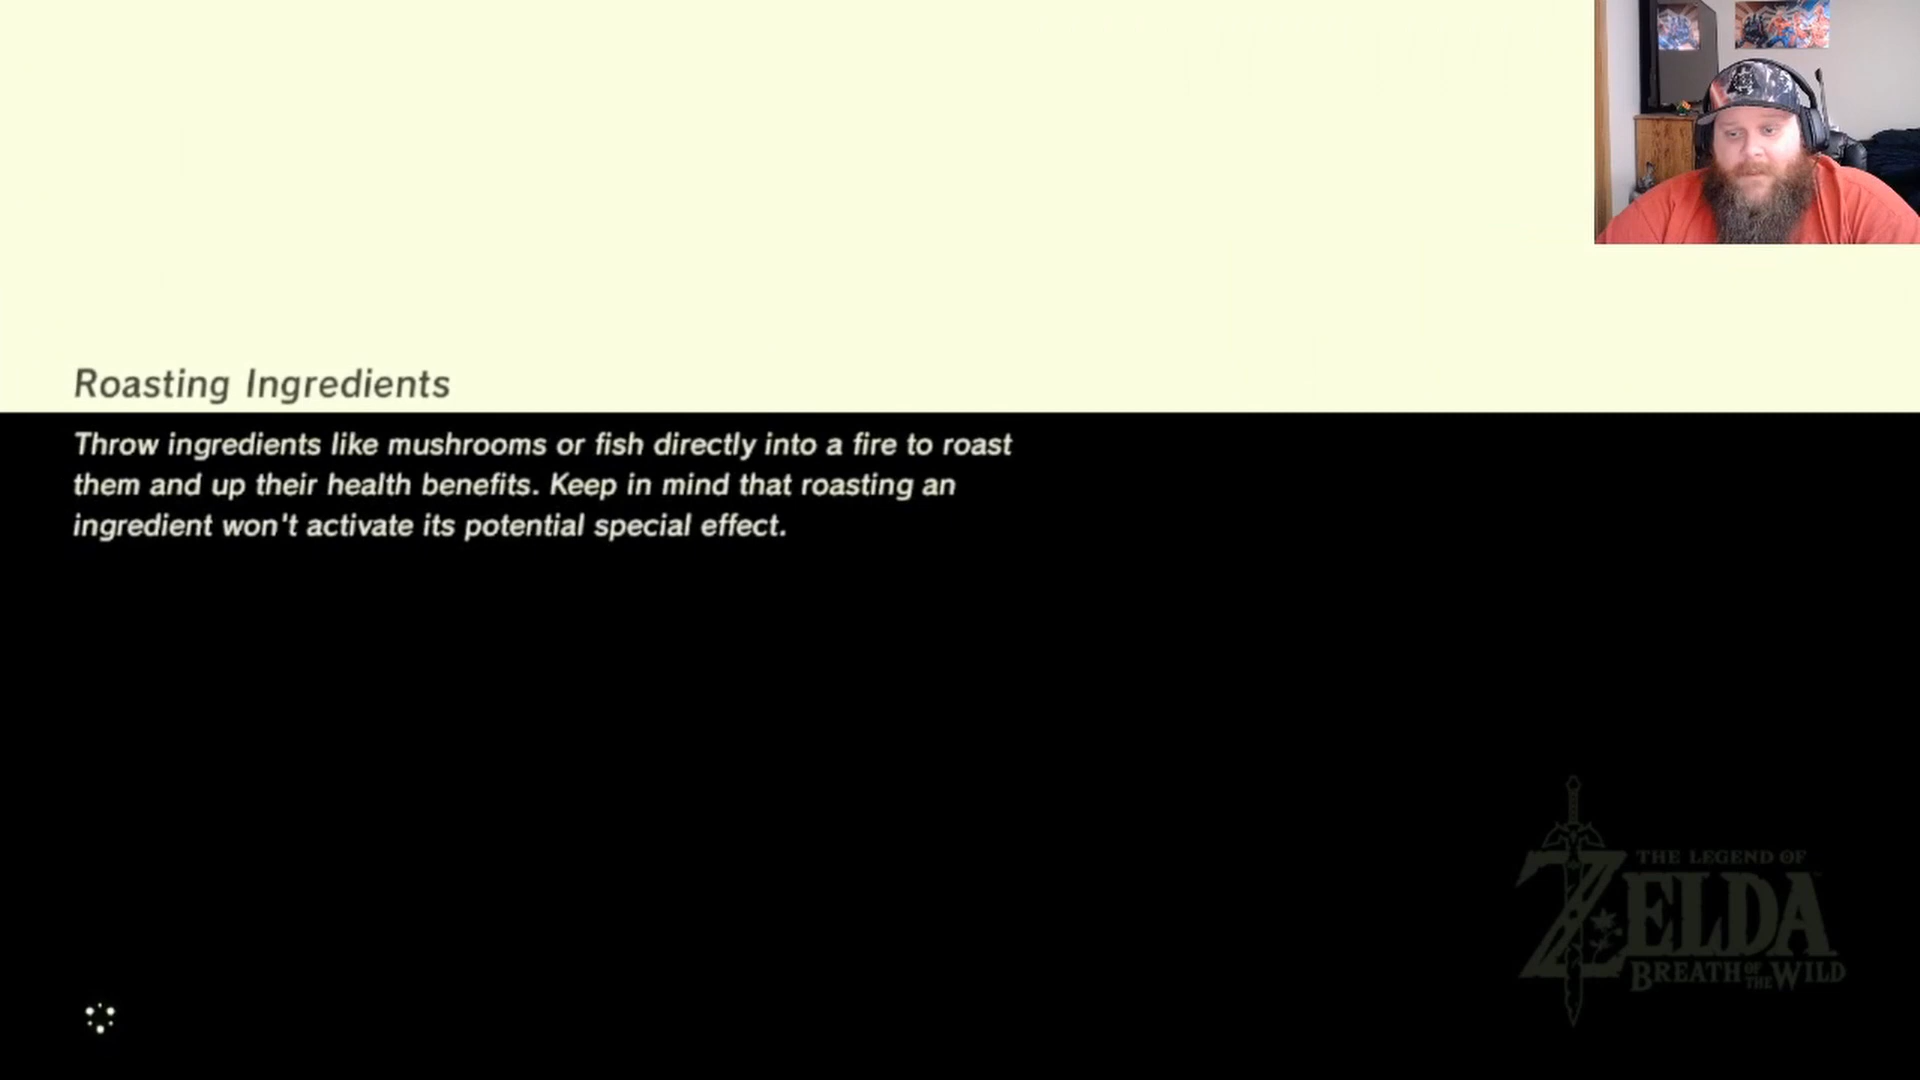 Roasting Ingredients
Throw ingredients like mushrooms or fish directly into a fire to roast
them and up their health benefits. Keep in mind that roasting an
ingredient won't activate its potential special effect.
THE LEGEND OF
ZELDA
BREATH OF THE WILD